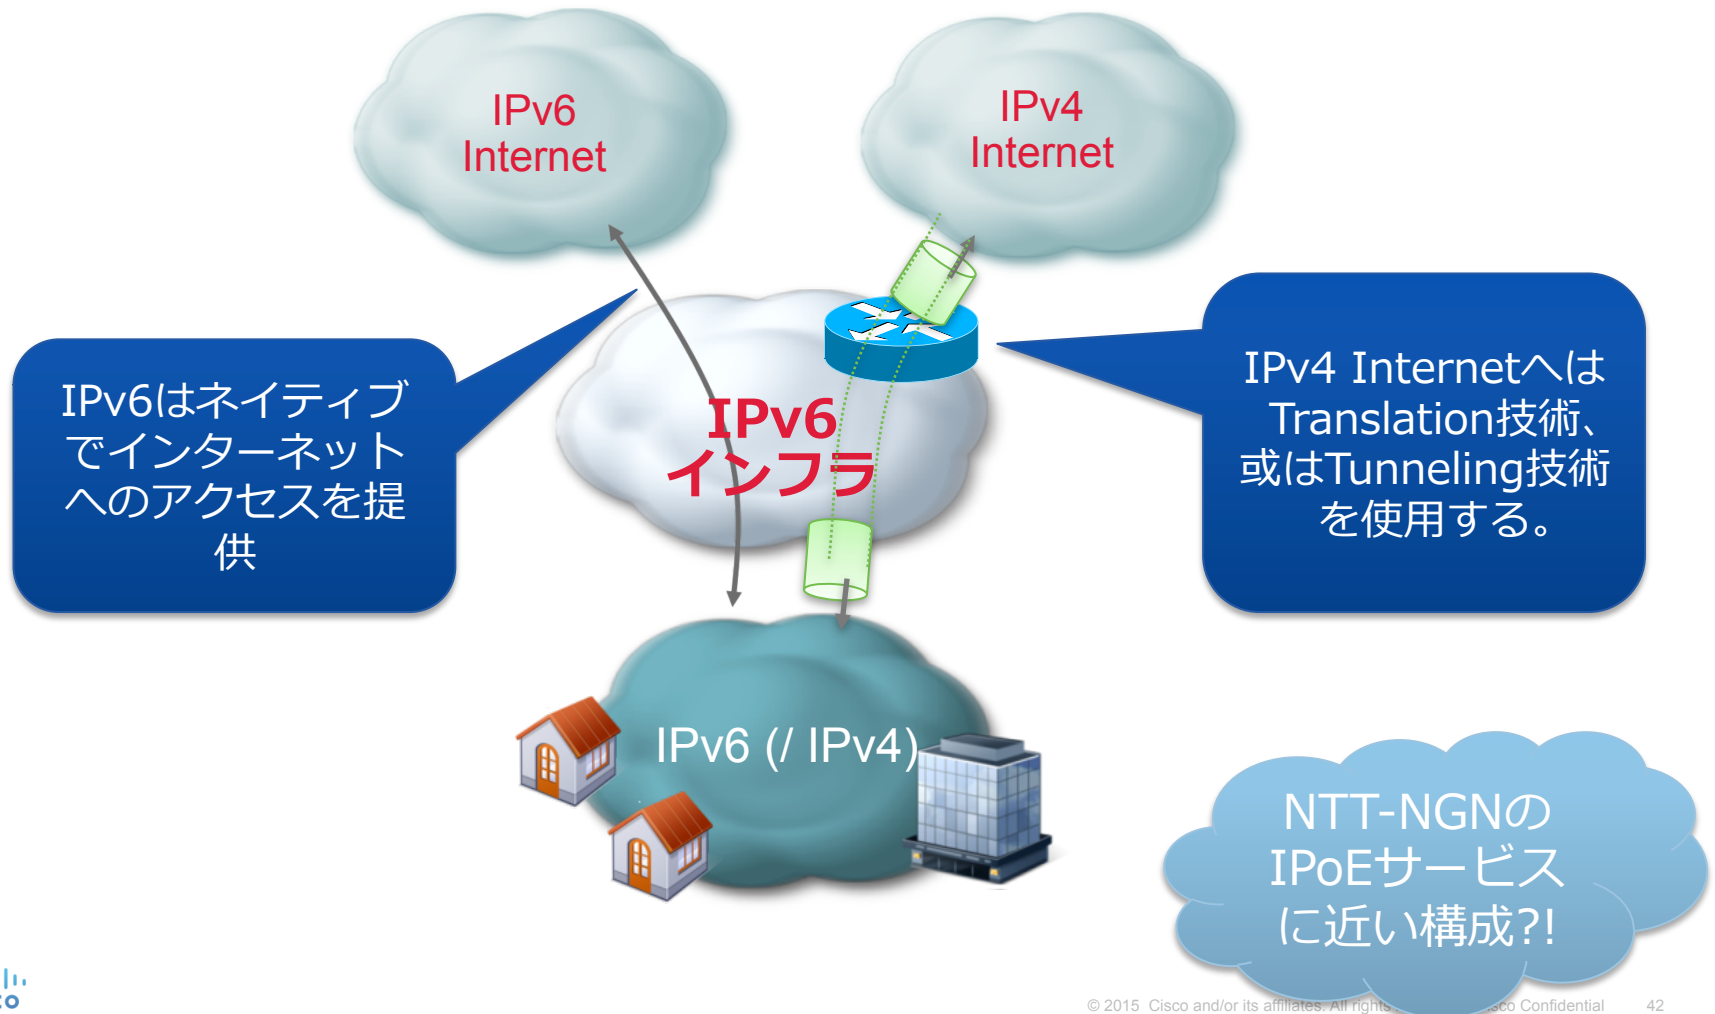 IPv6
Internet
IPv4
Internet
IPv6はネイティブ
でインターネット
へのアクセスを提
供
IPv6
インフラ
IPv4 Internetへは
Translation技術、
或はTunneling技術
を使用する。
IPv6 (/ IPv4)
NTT-NGNの
IPoEサービス
に近い構成?!
© 2015 Cisco and/or its affiliates. All rights Cisco Confidential 42